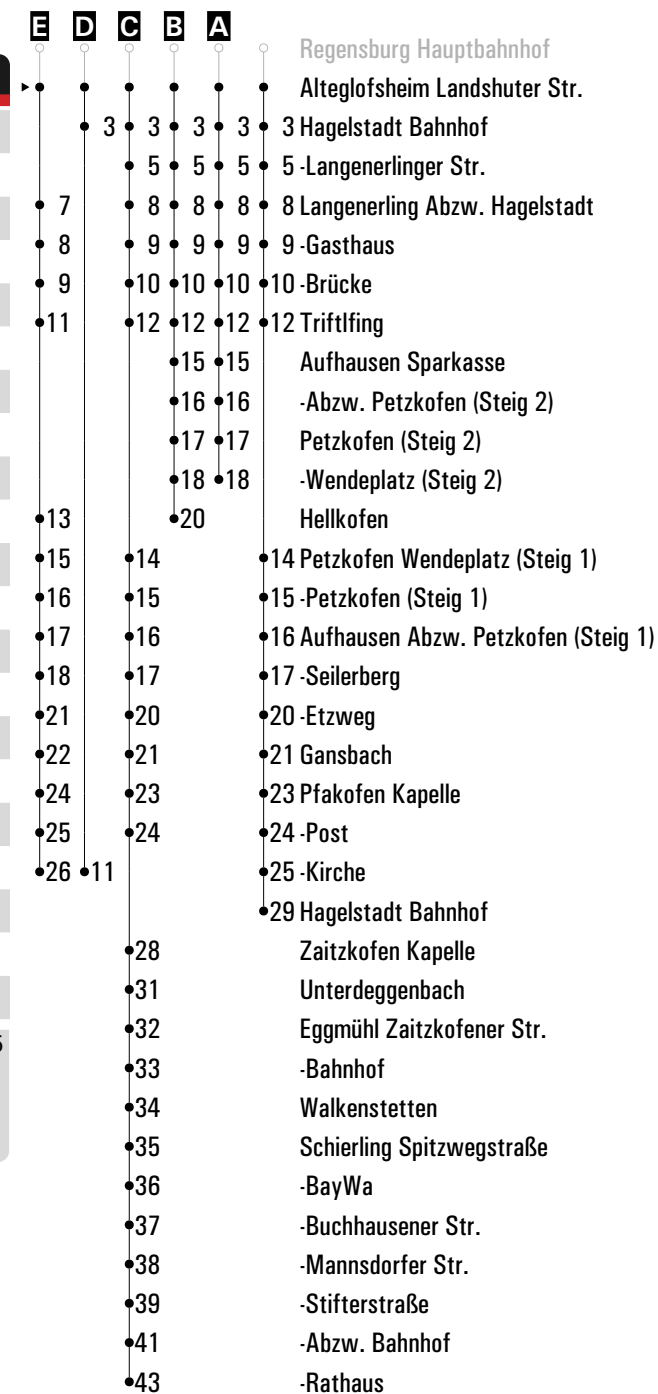 E D C B A
Regensburg Hauptbahnhof
Alteglofsheim Landshuter Str.
3 3 3 3 3 Hagelstadt Bahnhof
5 5 5 5 -Langenerlinger Str.
7 8 8 8 8 Langenerling Abzw. Hagelstadt
8 9 9 9 9 -Gasthaus
9 10 10 10 10 -Brücke
11 12 12 12 12 Triftlfing
15 15 Aufhausen Sparkasse
16 16 -Abzw. Petzkofen (Steig 2)
17 17 Petzkofen (Steig 2)
18 18 -Wendeplatz (Steig 2)
13 20 Hellkofen
15 14 14 Petzkofen Wendeplatz (Steig 1)
16 15 15 -Petzkofen (Steig 1)
17 16 16 Aufhausen Abzw. Petzkofen (Steig 1)
18 17 17 -Seilerberg
21 20 20 -Etzweg
22 21 21 Gansbach
24 23 23 Pfakofen Kapelle
25 24 24 -Post
26 11 25 -Kirche
29 Hagelstadt Bahnhof
28 Zaitzkofen Kapelle
31 Unterdeggenbach
32 Eggmühl Zaitzkofener Str.
33 -Bahnhof
34 Walkenstetten
35 Schierling Spitzwegstraße
36 -BayWa
37 -Buchhausener Str.
38 -Mannsdorfer Str.
39 -Stifterstraße
41 -Abzw. Bahnhof
43 -Rathaus